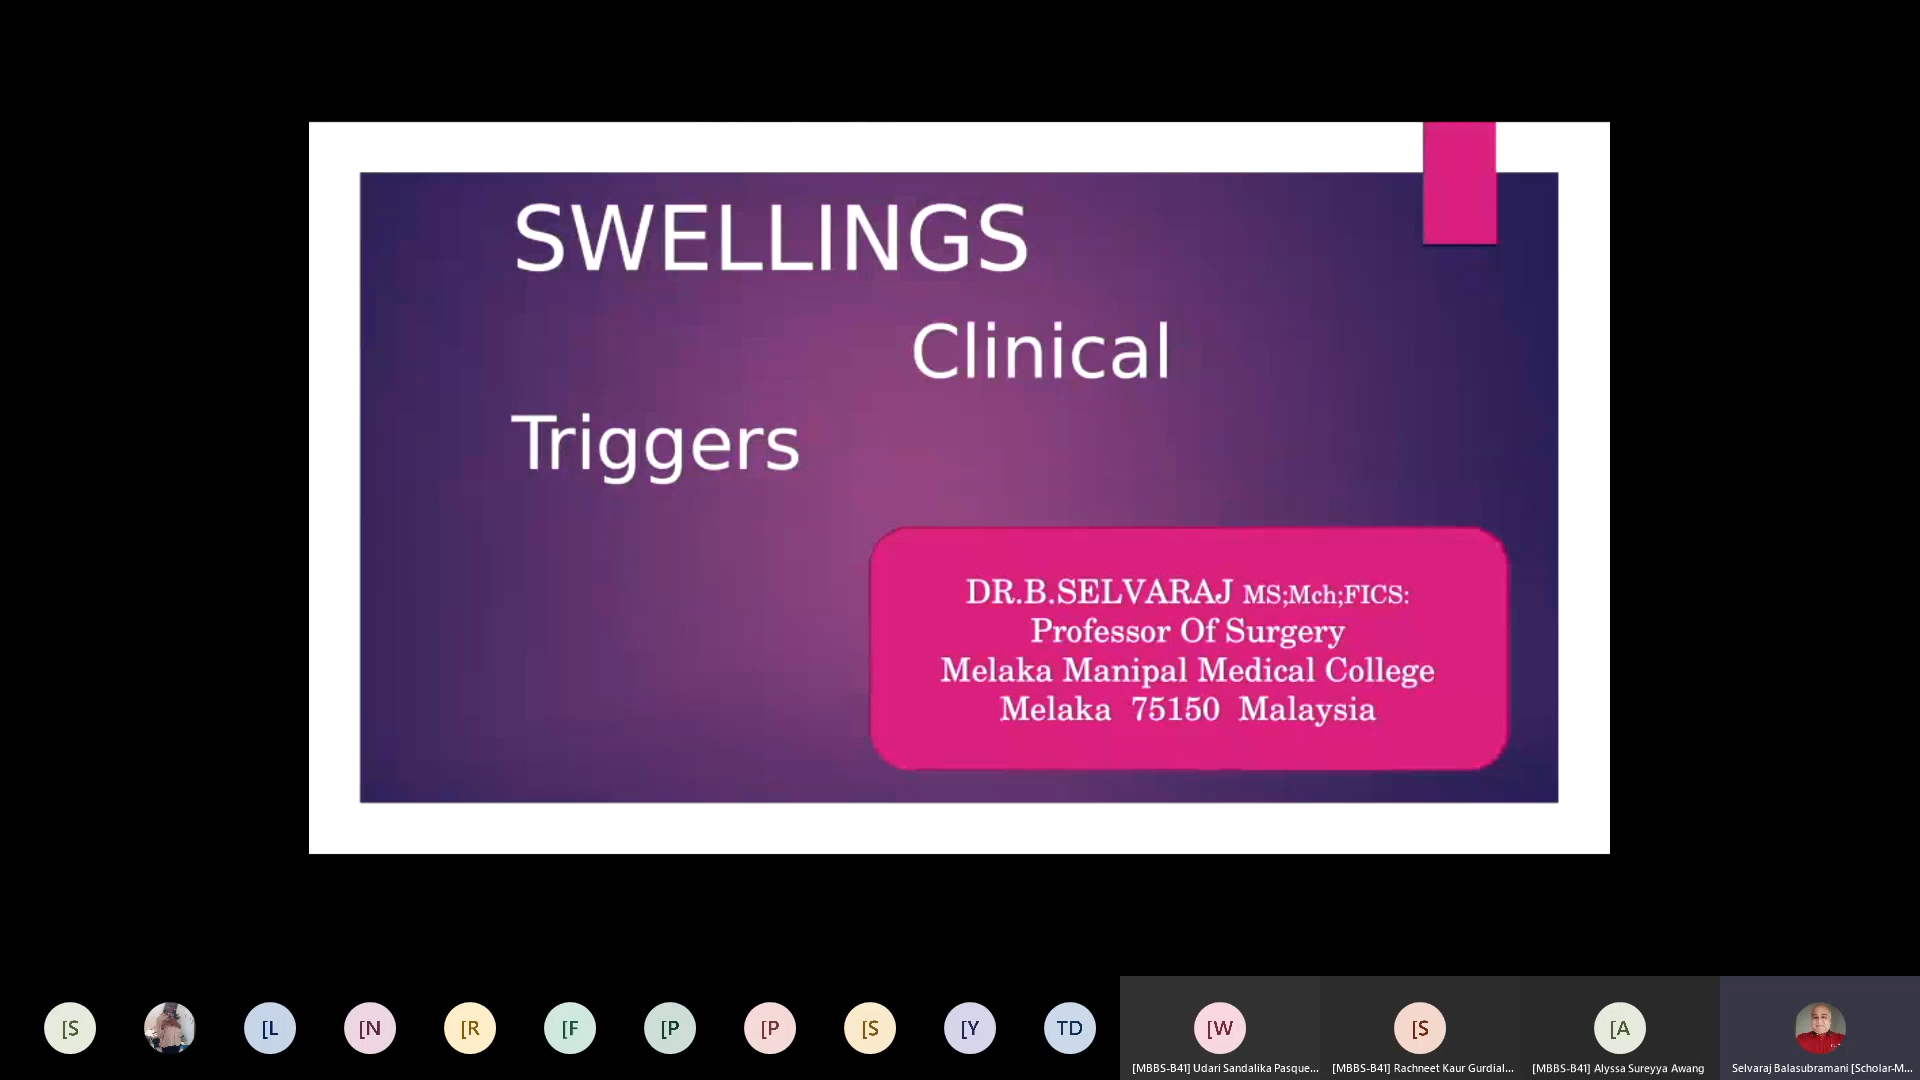 SWELLINGS
Clinical
Triggers
DR.B.SELVARAJ MS;Mch;FICS:
Professor Of Surgery
Melaka Manipal Medical College
Melaka 75150 Malaysia
[S
[L
[N
[R
[F
[P
[P
[S
[Y
TD
[W
[S
[A
[MBBS-B41] Udari Sandalika Pasque...
[MBBS-B41] Rachneet Kaur Gurdial...
[MBBS-B41] Alyssa Sureyya Awang
Selvaraj Balasubramani [Scholar-M...